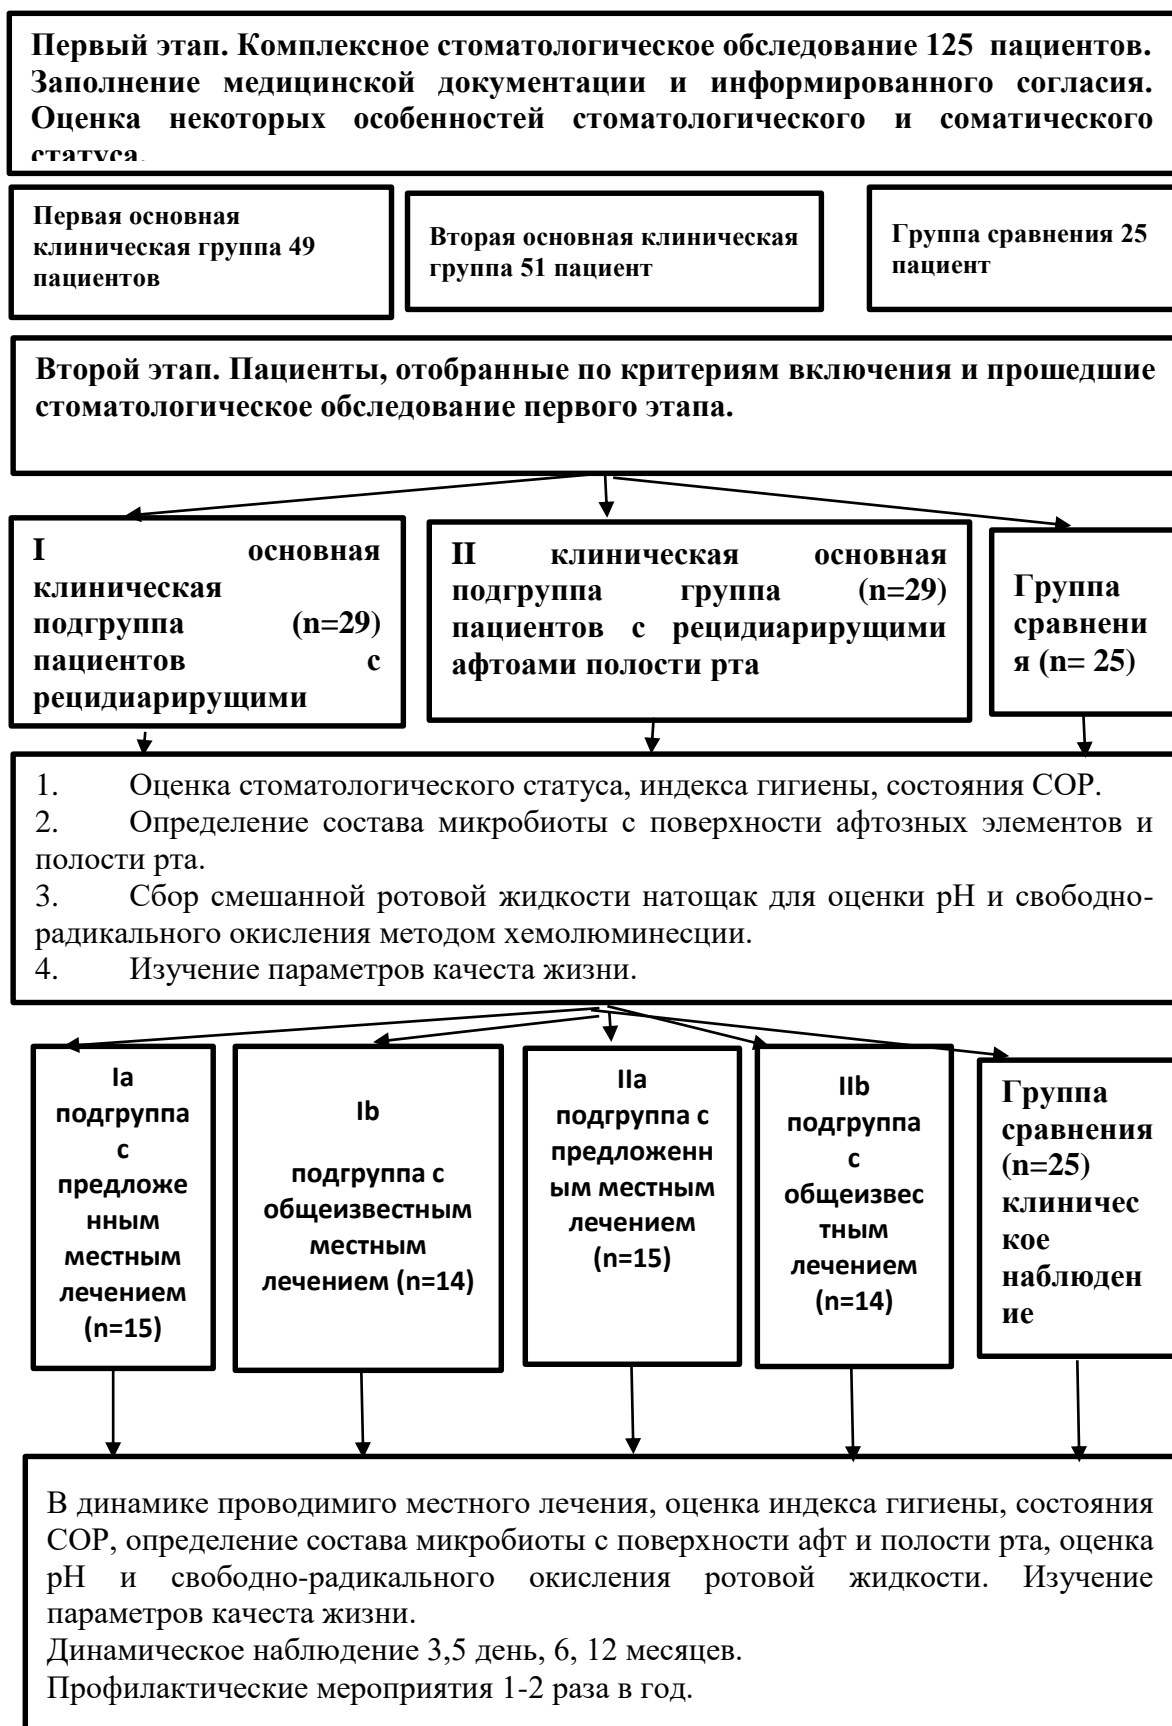 Первый этап. Комплексное стоматологическое обследование 125 пациентов.
Заполнение медицинской документации и информированного согласия.
Оценка некоторых особенностей стоматологического и соматического
статуса.
Первая основная
клиническая группа 49
пациентов
Вторая основная клиническая
группа 51 пациент
Группа сравнения 25
пациент
Второй этап. Пациенты, отобранные по критериям включения и прошедшие
стоматологическое обследование первого этапа.
I основная
клиническая
подгруппа (n=29)
пациентов с
рецидиарирущими
II клиническая основная
подгруппа группа (n=29)
пациентов с рецидиарирущими
афтоами полости рта
Группа
сравнени
я (n= 25)
1. Оценка стоматологического статуса, индекса гигиены, состояния СОР.
2. Определение состава микробиоты с поверхности афтозных элементов и
полости рта.
3. Сбор смешанной ротовой жидкости натощак для оценки рН и свободно-
радикального окисления методом хемолюминесции.
4. Изучение параметров качеста жизни.
Ia
подгруппа
с
предложе
нным
местным
лечением
(n=15)
Ib
подгруппа с
общеизвестным
местным
лечением (n=14)
IIa
подгруппа с
предложенн
ым местным
лечением
(n=15)
IIb
подгруппа
с
общеизвес
тным
лечением
(n=14)
Группа
сравнения
(n=25)
клиничес
кое
наблюден
ие
В динамике проводимиго местного лечения, оценка индекса гигиены, состояния
СОР, определение состава микробиоты с поверхности афт и полости рта, оценка
рН и свободно-радикального окисления ротовой жидкости. Изучение
параметров качеста жизни.
Динамическое наблюдение 3,5 день, 6, 12 месяцев.
Профилактические мероприятия 1-2 раза в год.